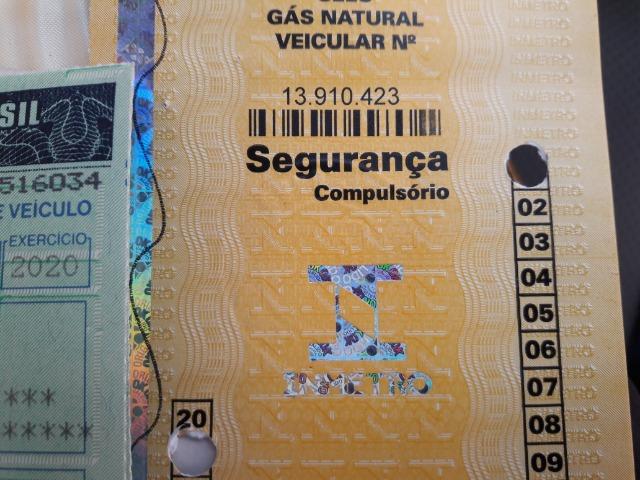 GÁS NATURAL
VEICULAR Nº
13.910.423
Segurança
Compulsório
INMETRO
02
03
04
05
06
07
08
09
20
SIL
516034
E VEÍCULO
EXERCÍCIO
2020
***
*****